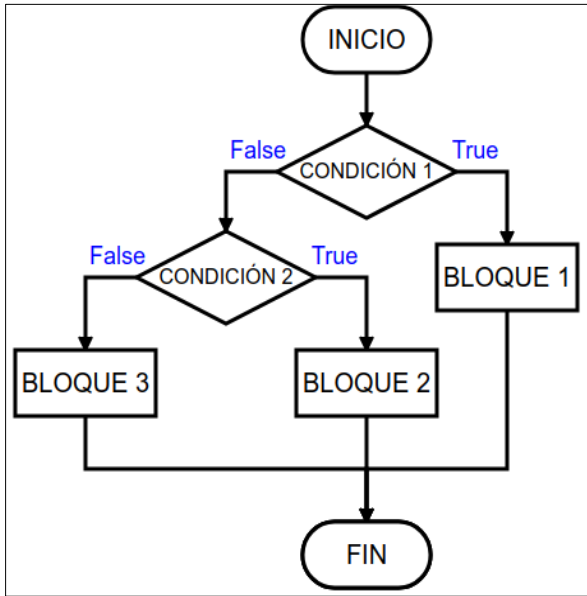 INICIO
False
True
CONDICIÓN 1
False
True
CONDICIÓN 2
BLOQUE 1
BLOQUE 3
BLOQUE 2
FIN